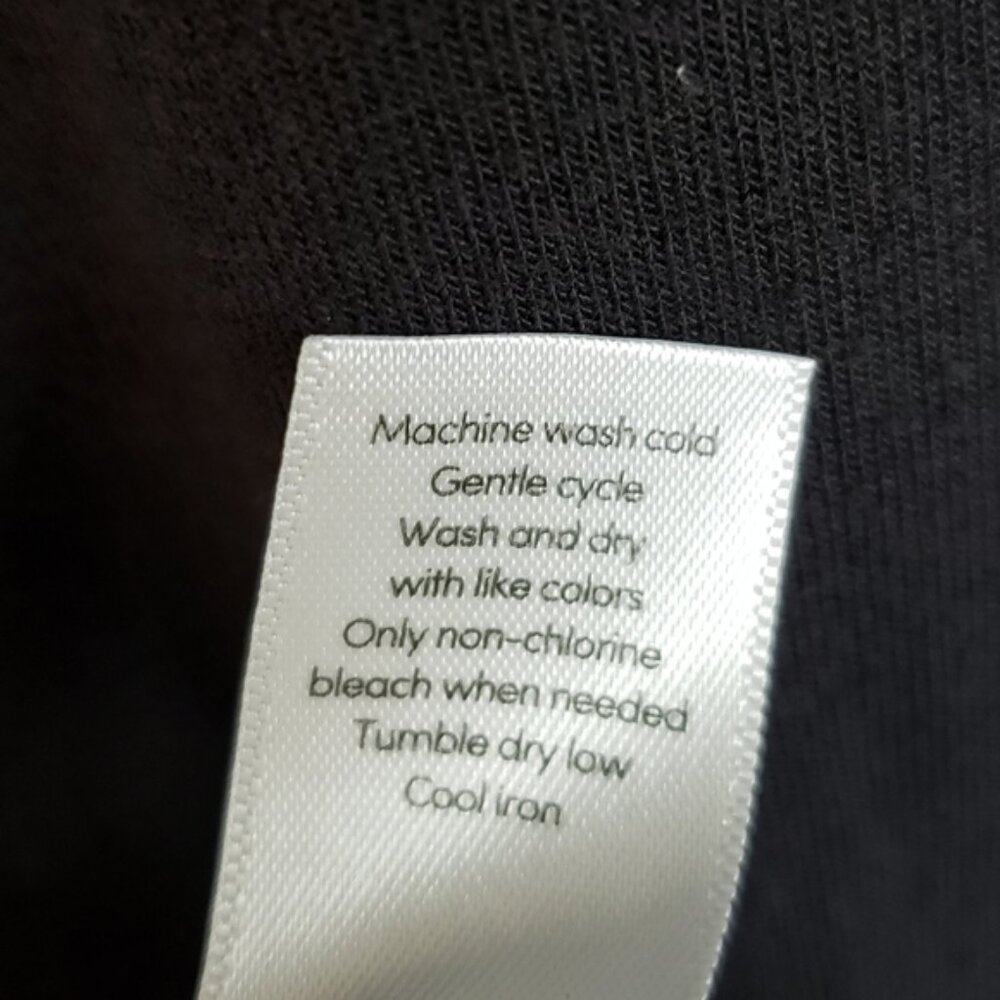 Machine wash cold
Gentle cycle
Wash and dry
with like colors
Only non-chlorine
bleach when needed
Tumble dry low
Cool iron